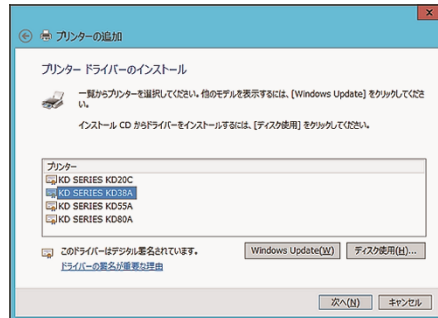 プリンターの追加
プリンター ドライバーのインストール
一覧からプリンターを選択してください。他のモデルを表示するには、[Windows Update] をクリックしてくださ
い。
インストール CD からドライバーをインストールするには、[ディスク使用] をクリックしてください。
プリンター
KD SERIES KD20C
KD SERIES KD38A
KD SERIES KD55A
KD SERIES KD80A
このドライバーはデジタル署名されています。
Windows Update(W)
ディスク使用(H)...
ドライバーの署名が重要な理由
次へ(N)
キャンセル